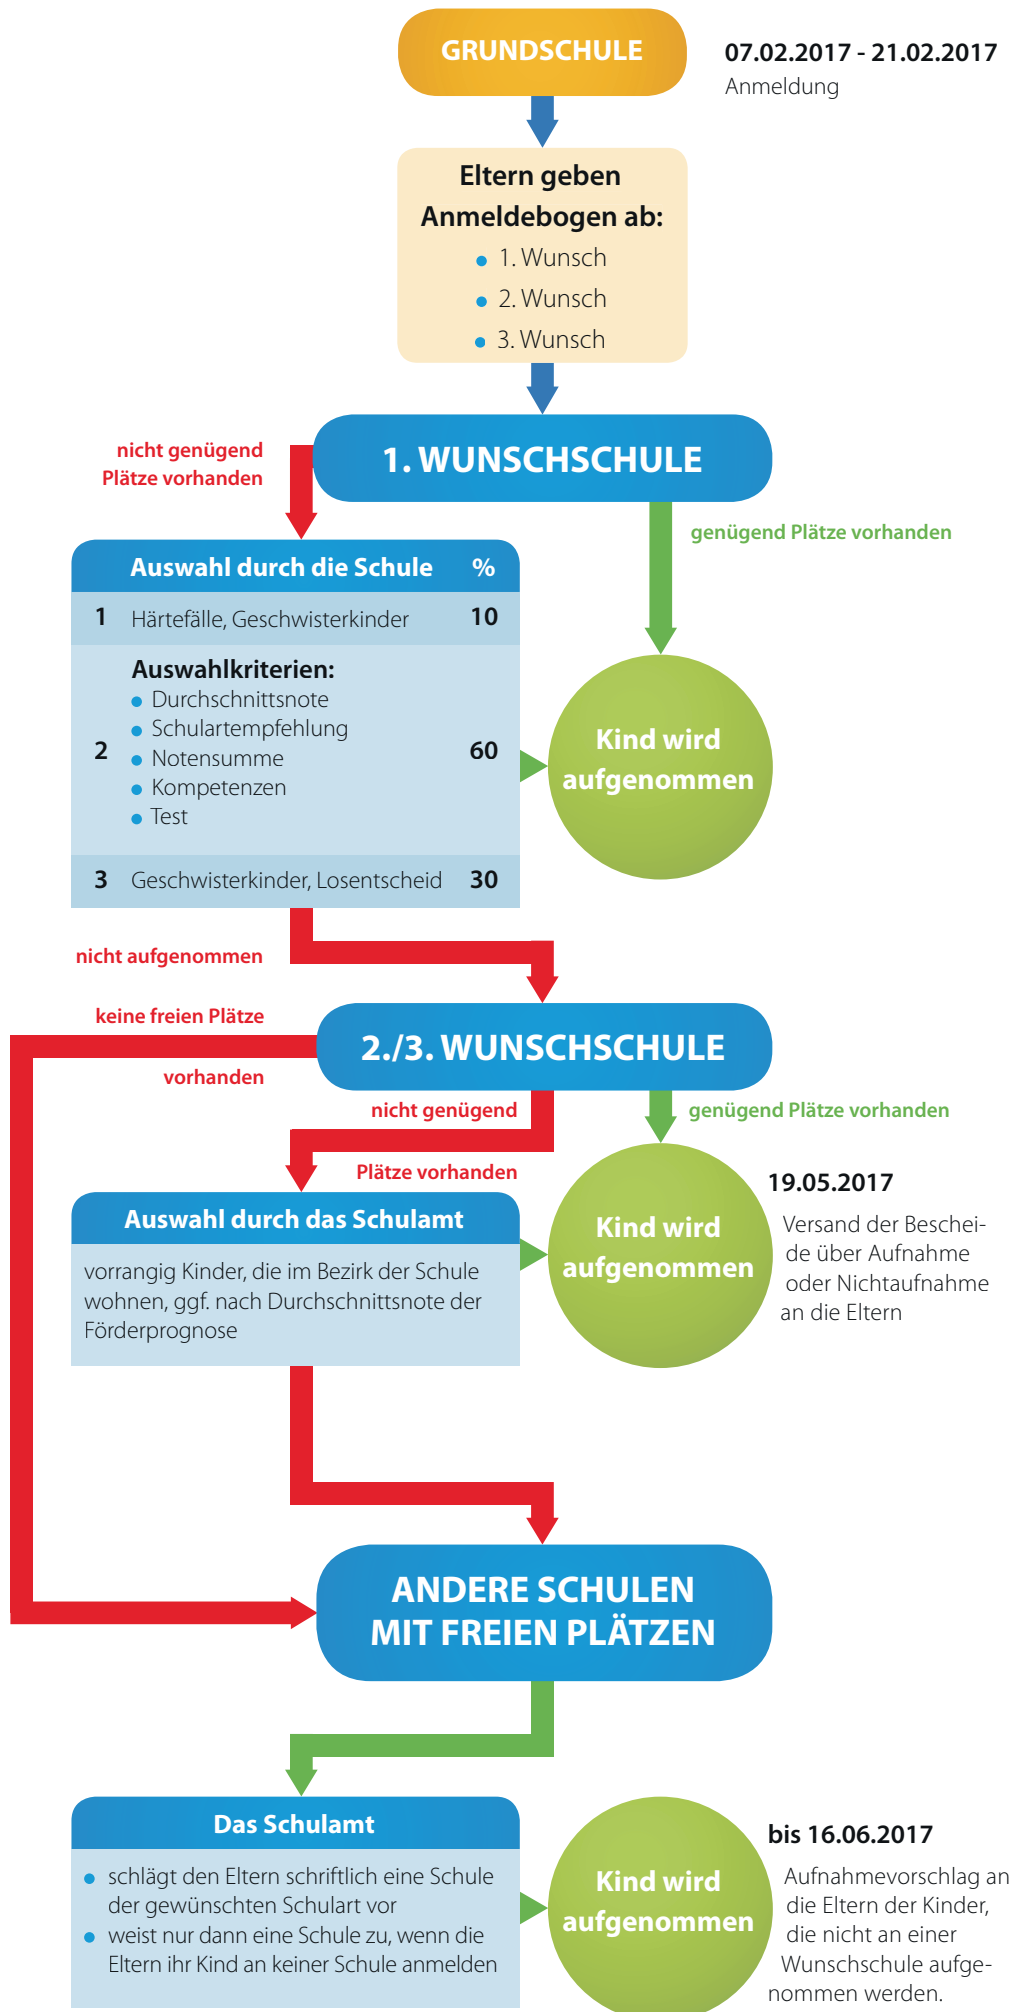 GRUNDSCHULE
07.02.2017 - 21.02.2017
Anmeldung
Eltern geben
Anmeldebogen ab:
• 1. Wunsch
• 2. Wunsch
• 3. Wunsch
1. WUNSCHSCHULE
nicht genügend
Plätze vorhanden
genügend Plätze vorhanden
Auswahl durch die Schule %
1 Härtefälle, Geschwisterkinder 10
Auswahlkriterien:
• Durchschnittsnote
• Schulartempfehlung
2 • Notensumme 60
• Kompetenzen
• Test
3 Geschwisterkinder, Losentscheid 30
Kind wird
aufgenommen
nicht aufgenommen
keine freien Plätze
vorhanden
2./3. WUNSCHSCHULE
nicht genügend
Plätze vorhanden
genügend Plätze vorhanden
Auswahl durch das Schulamt
vorrangig Kinder, die im Bezirk der Schule
wohnen, ggf. nach Durchschnittsnote der
Förderprognose
Kind wird
aufgenommen
19.05.2017
Versand der Beschei-
de über Aufnahme
oder Nichtaufnahme
an die Eltern
ANDERE SCHULEN
MIT FREIEN PLÄTZEN
Das Schulamt
• schlägt den Eltern schriftlich eine Schule
der gewünschten Schulart vor
• weist nur dann eine Schule zu, wenn die
Eltern ihr Kind an keiner Schule anmelden
Kind wird
aufgenommen
bis 16.06.2017
Aufnahmevorschlag an
die Eltern der Kinder,
die nicht an einer
Wunschschule aufge-
nommen werden.